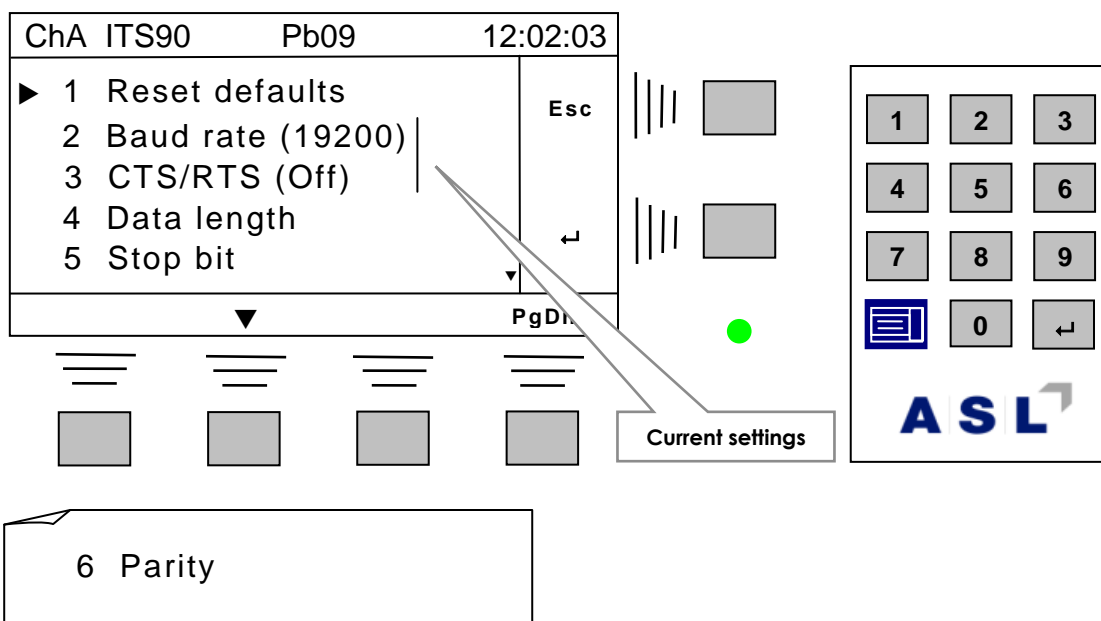 ChA ITS90 Pb09 12:02:03
▶ 1 Reset defaults
2 Baud rate (19200)
3 CTS/RTS (Off)
4 Data length
5 Stop bit
Esc
↵
▼ 
1 2 3
4 5 6
7 8 9
0 ↵
ASL
Current settings
6 Parity